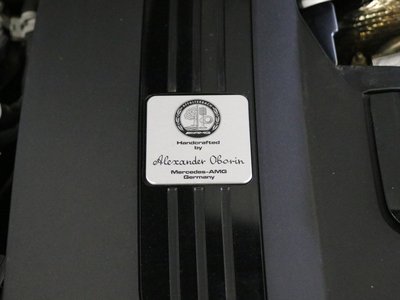 Handcrafted
by
Alexander Oborin
Mercedes-AMG
Germany